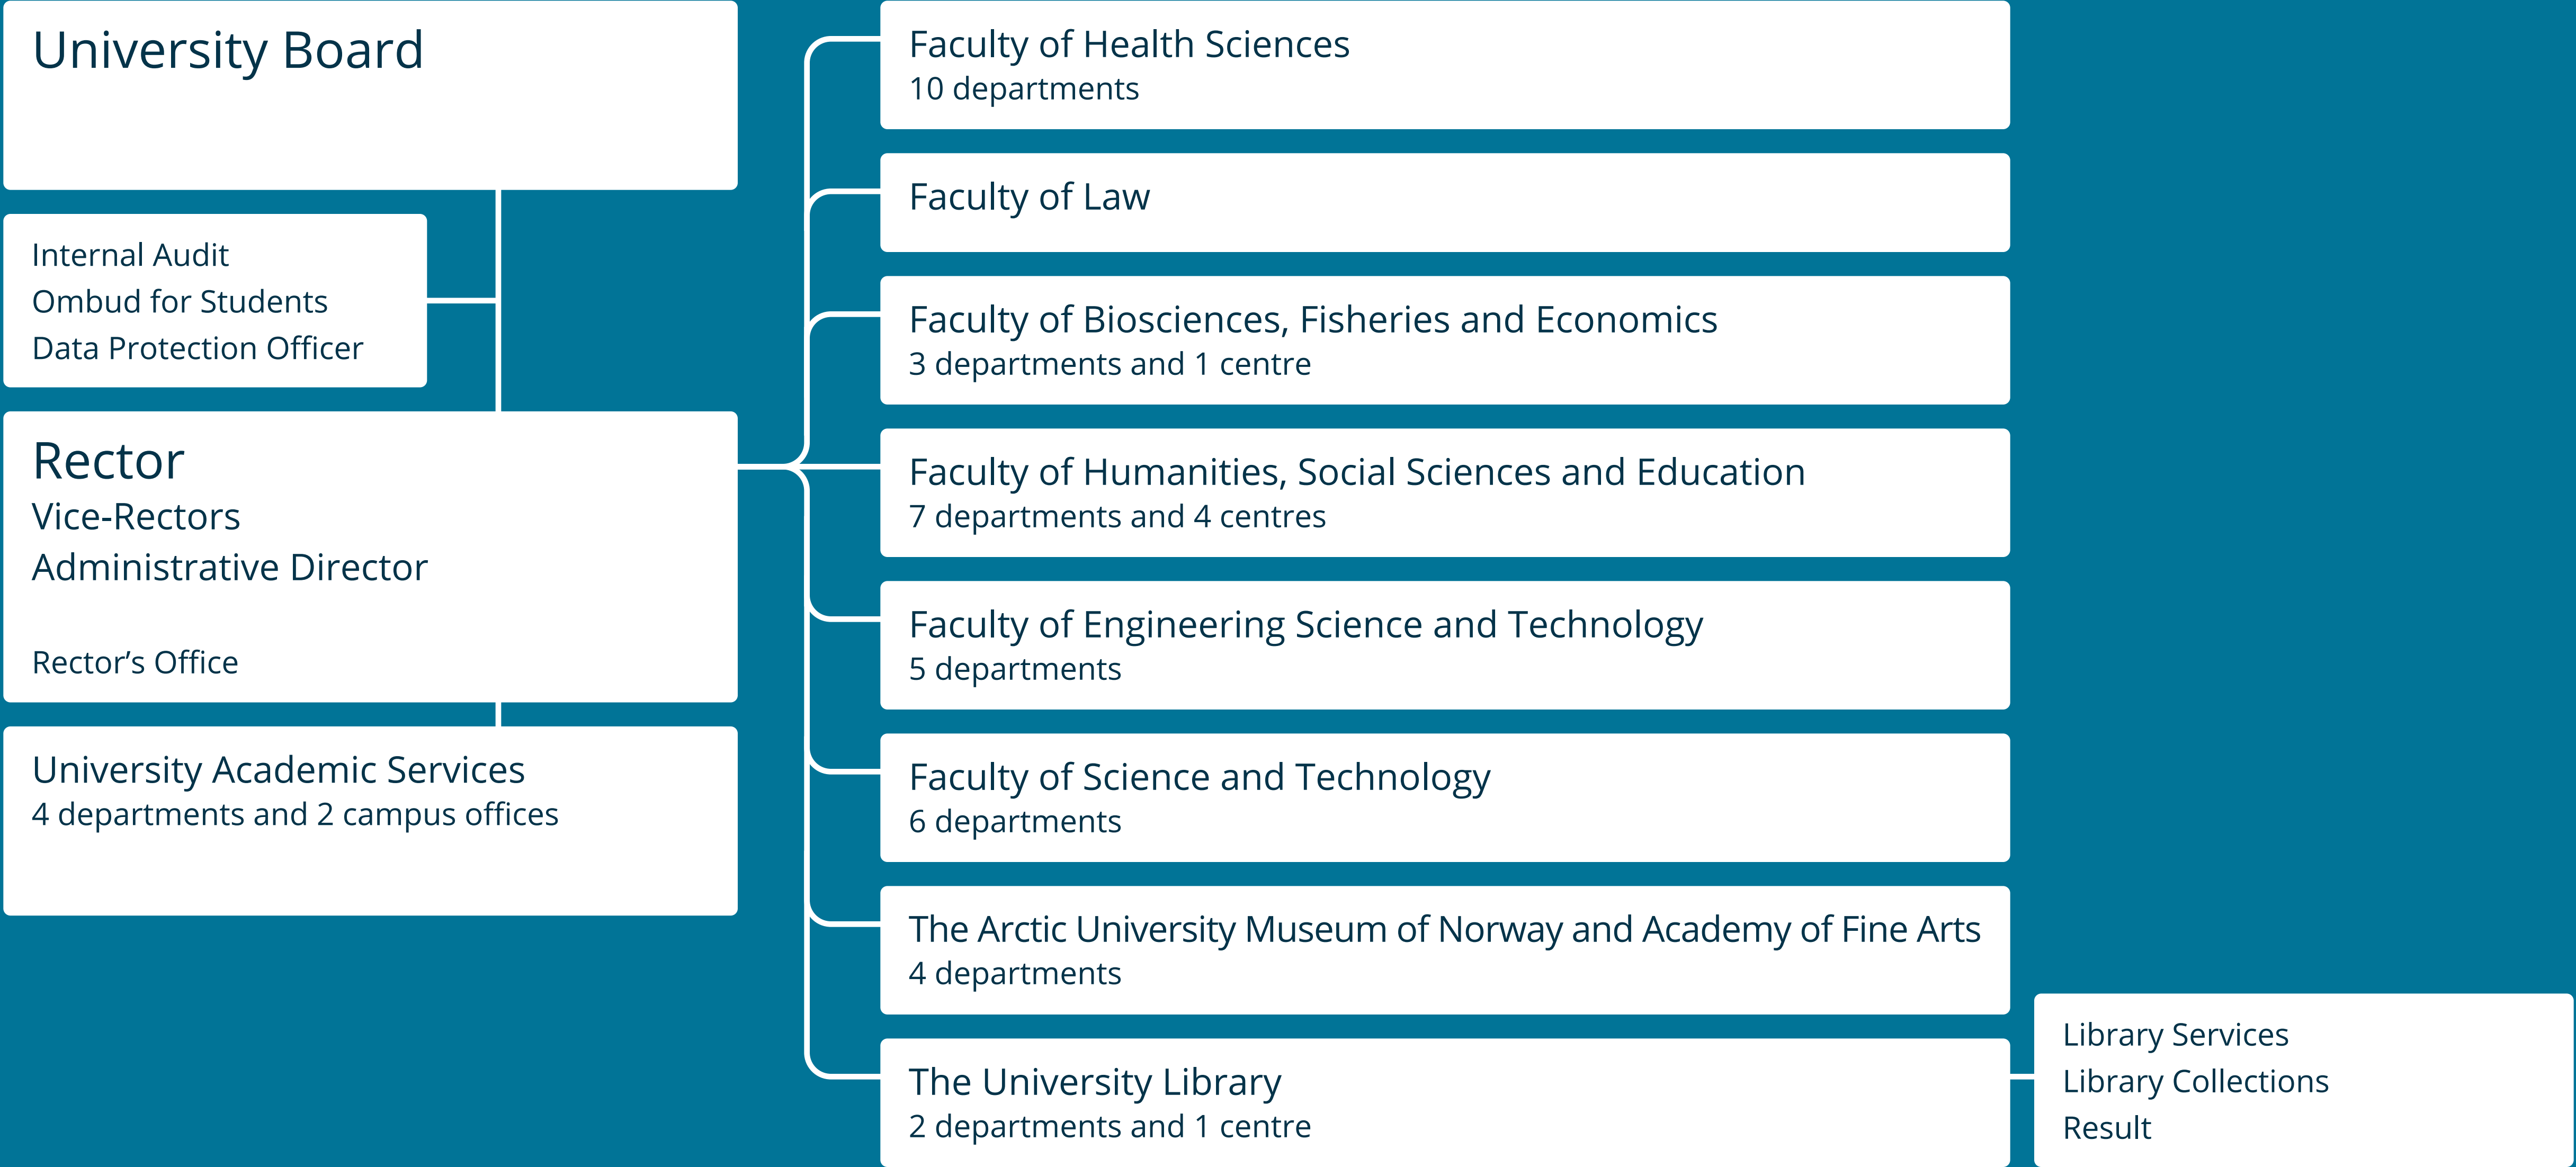 University Board
Internal Audit
Ombud for Students
Data Protection Officer
Rector
Vice-Rectors
Administrative Director
Rector’s Office
University Academic Services
4 departments and 2 campus offices
Faculty of Health Sciences
10 departments
Faculty of Law
Faculty of Biosciences, Fisheries and Economics
3 departments and 1 centre
Faculty of Humanities, Social Sciences and Education
7 departments and 4 centres
Faculty of Engineering Science and Technology
5 departments
Faculty of Science and Technology
6 departments
The Arctic University Museum of Norway and Academy of Fine Arts
4 departments
The University Library
2 departments and 1 centre
Library Services
Library Collections
Result